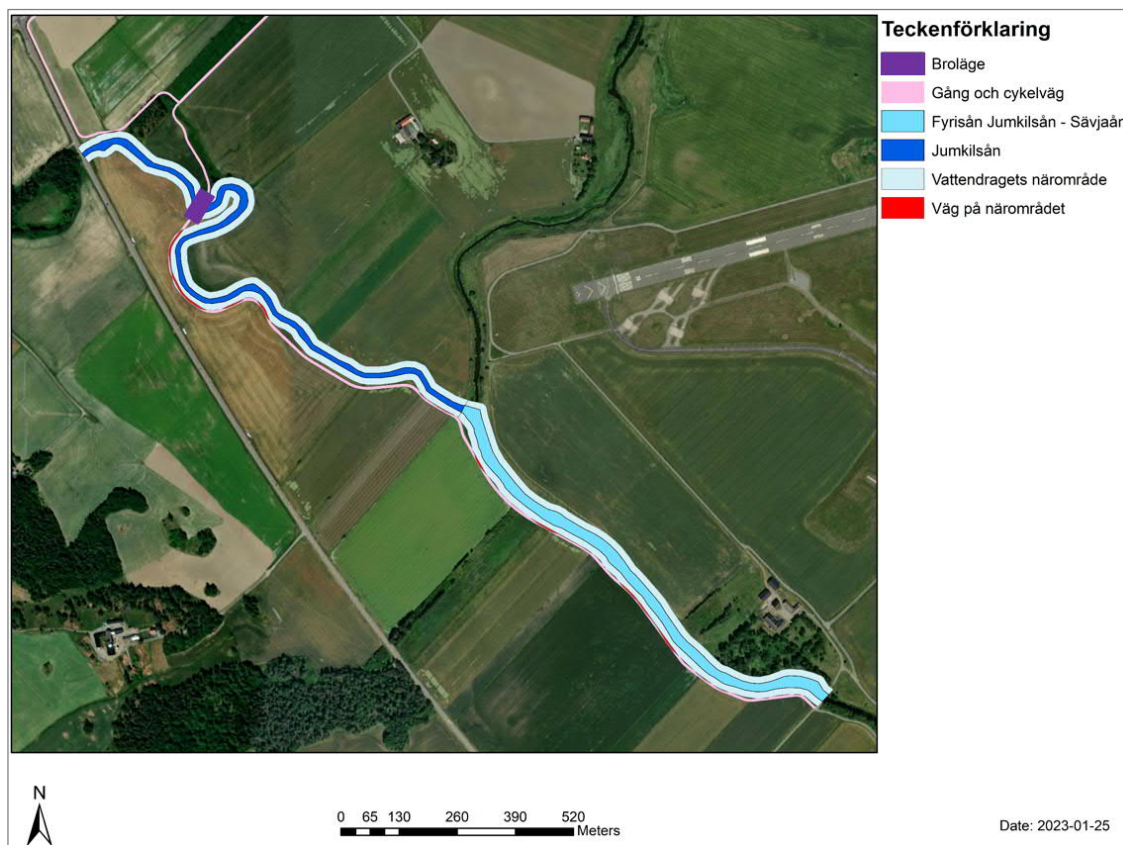 Teckenförklaring
Broläge
Gång och cykelväg
Fyrisån Jumkilsån - Sävjaån
Jumkilsån
Vattendragets närområde
Väg på närområdet
N
0 65 130 260 390 520
Meters
Date: 2023-01-25